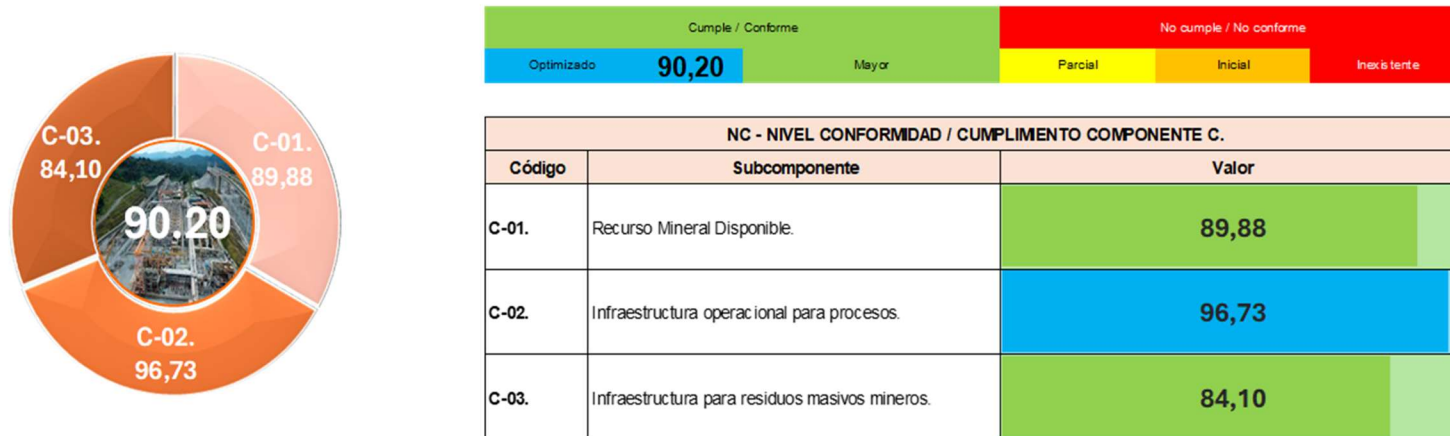 C-03.
84,10
C-01.
89,88
90.20
C-02.
96,73
Cumple / Conforme
No cumple / No conforme
Optimizado 90,20 Mayor Parcial Inicial Inexistente
NC - NIVEL CONFORMIDAD / CUMPLIMIENTO COMPONENTE C.
Código Subcomponente Valor
C-01. Recurso Mineral Disponible. 89,88
C-02. Infraestructura operacional para procesos. 96,73
C-03. Infraestructura para residuos masivos mineros. 84,10